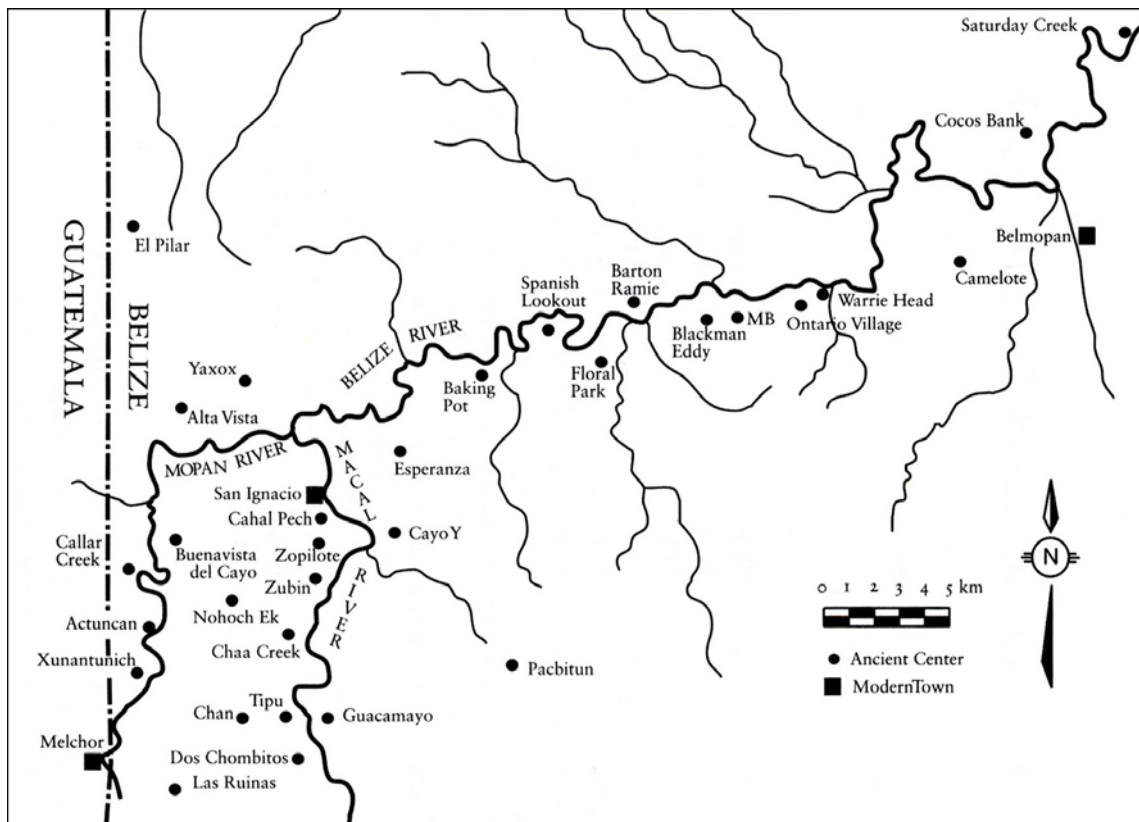 Saturday Creek
Cocos Bank
Belmopan
Camelote
GUATEMALA
BELIZE
El Pilar
Barton
Ramie
Spanish
Lookout
Warrie Head
MB
Ontario Village
Blackman
Eddy
BELIZE RIVER
Floral
Park
Baking
Pot
Yaxox
Alta Vista
MOPAN RIVER
MACAL
RIVER
Esperanza
San Ignacio
Cahal Pech
Cayo Y
Callar
Creek
Buenavista
del Cayo
Zopilote
Zubin
Nohoch Ek
Actuncan
Chaa Creek
Xunantunich
Pacbitun
Chan
Tipu
Guacamayo
Melchor
Dos Chombitos
Las Ruinas
N
0 1 2 3 4 5 km
Ancient Center
ModernTown